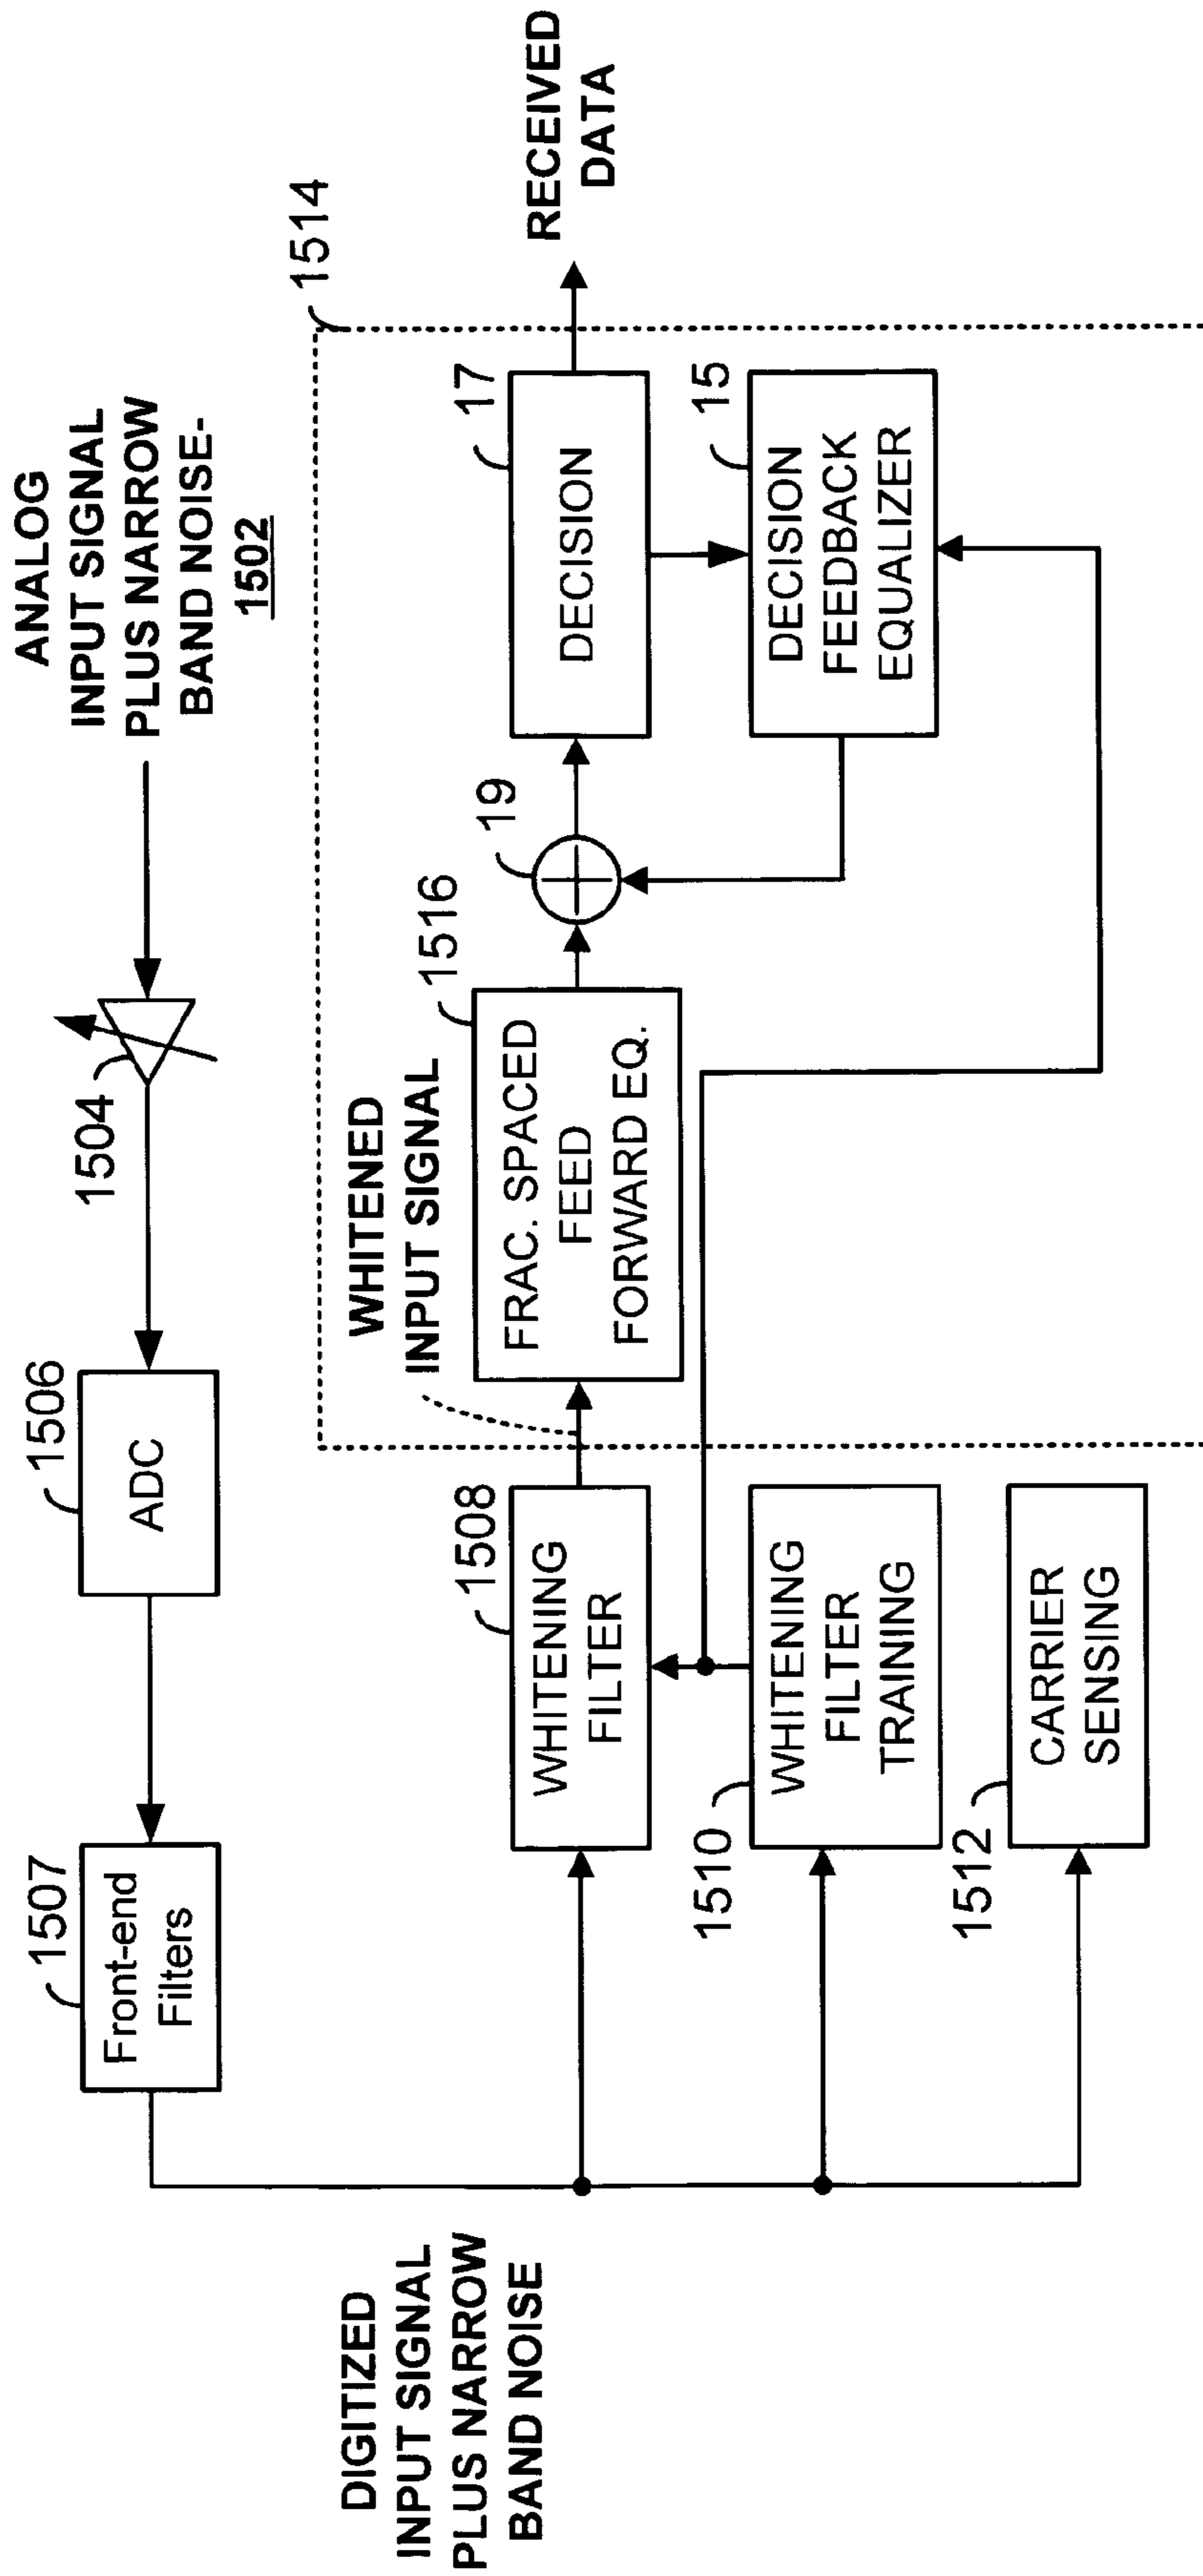 ANALOG
INPUT SIGNAL
PLUS NARROW
BAND NOISE-
1502
1504
1506
ADC
1507
Front-end
Filters
DIGITIZED
INPUT SIGNAL
PLUS NARROW
BAND NOISE
1508
WHITENING
FILTER
1510
WHITENING
FILTER
TRAINING
1512
CARRIER
SENSING
WHITENED
INPUT SIGNAL
1514
1516
FRAC. SPACED
FEED
FORWARD EQ.
19
17
DECISION
15
DECISION
FEEDBACK
EQUALIZER
RECEIVED
DATA